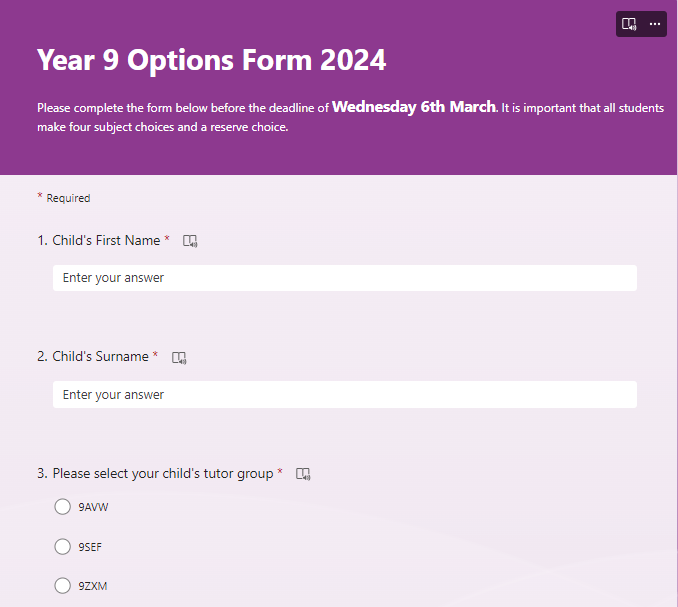 Year 9 Options Form 2024
Please complete the form below before the deadline of Wednesday 6th March. It is important that all students
make four subject choices and a reserve choice.
* Required
1. Child's First Name *
Enter your answer
2. Child's Surname *
Enter your answer
3. Please select your child's tutor group *
9AVW
9SEF
9ZXM